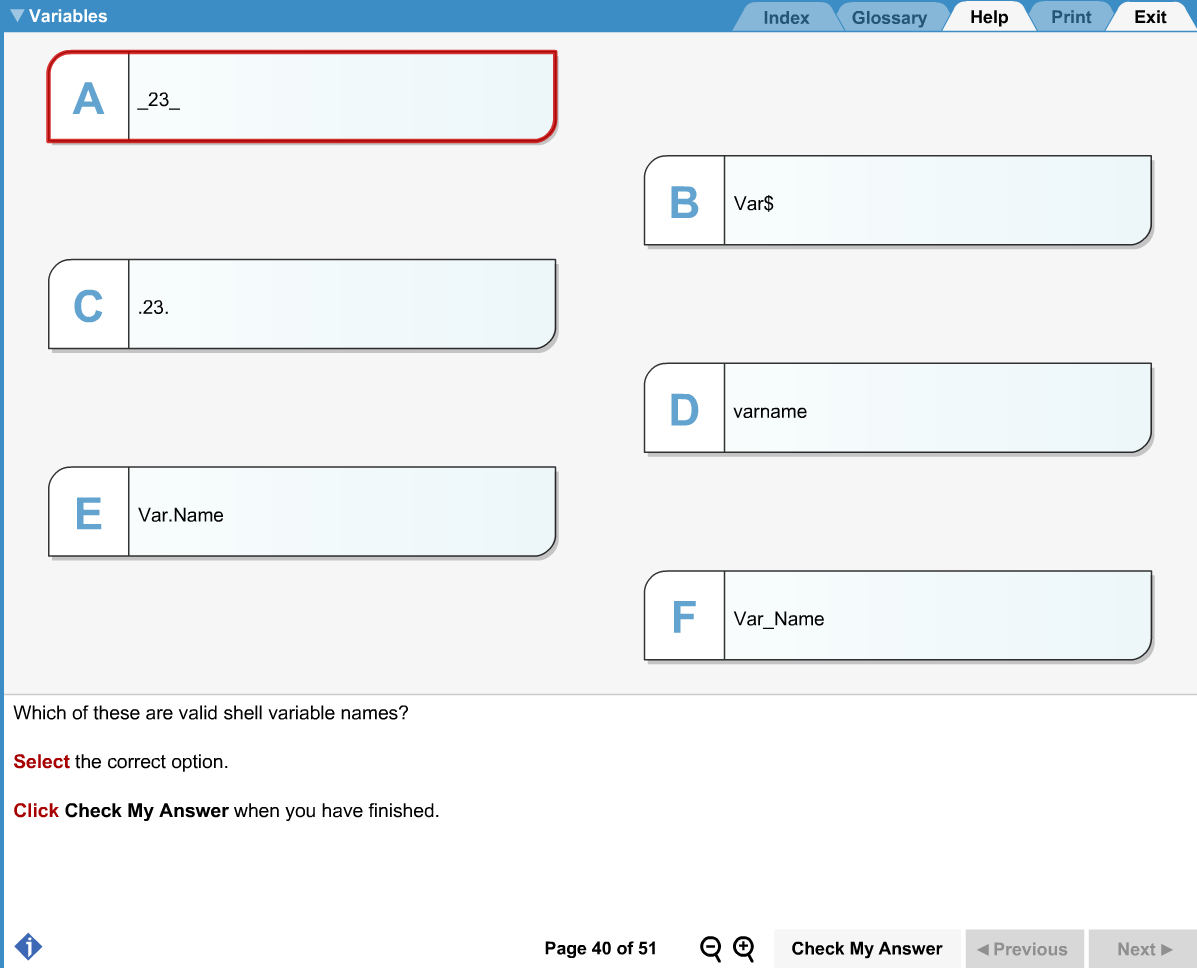 Variables
Index Glossary Help Print Exit
A _23_
B Var$
C .23.
D varname
E Var.Name
F Var_Name
Which of these are valid shell variable names?
Select the correct option.
Click Check My Answer when you have finished.
i Page 40 of 51 Check My Answer Previous Next